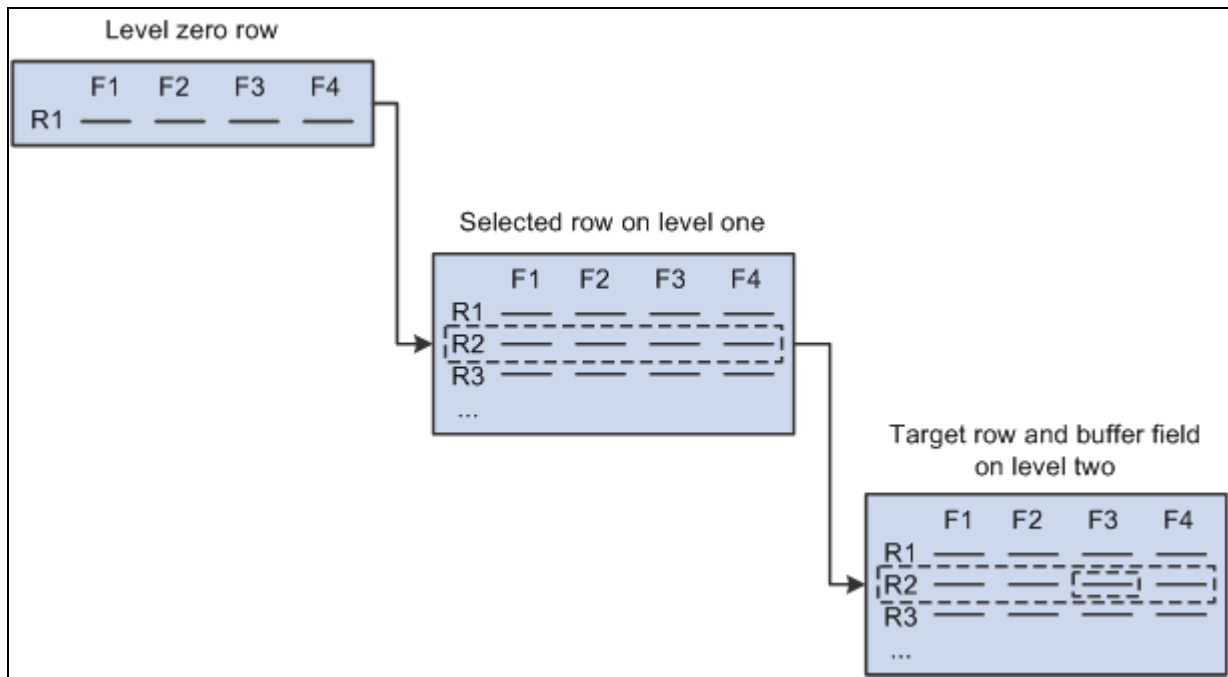 Level zero row
F1 F2 F3 F4
R1
Selected row on level one
F1 F2 F3 F4
R1
R2
R3
...
Target row and buffer field
on level two
F1 F2 F3 F4
R1
R2
R3
...